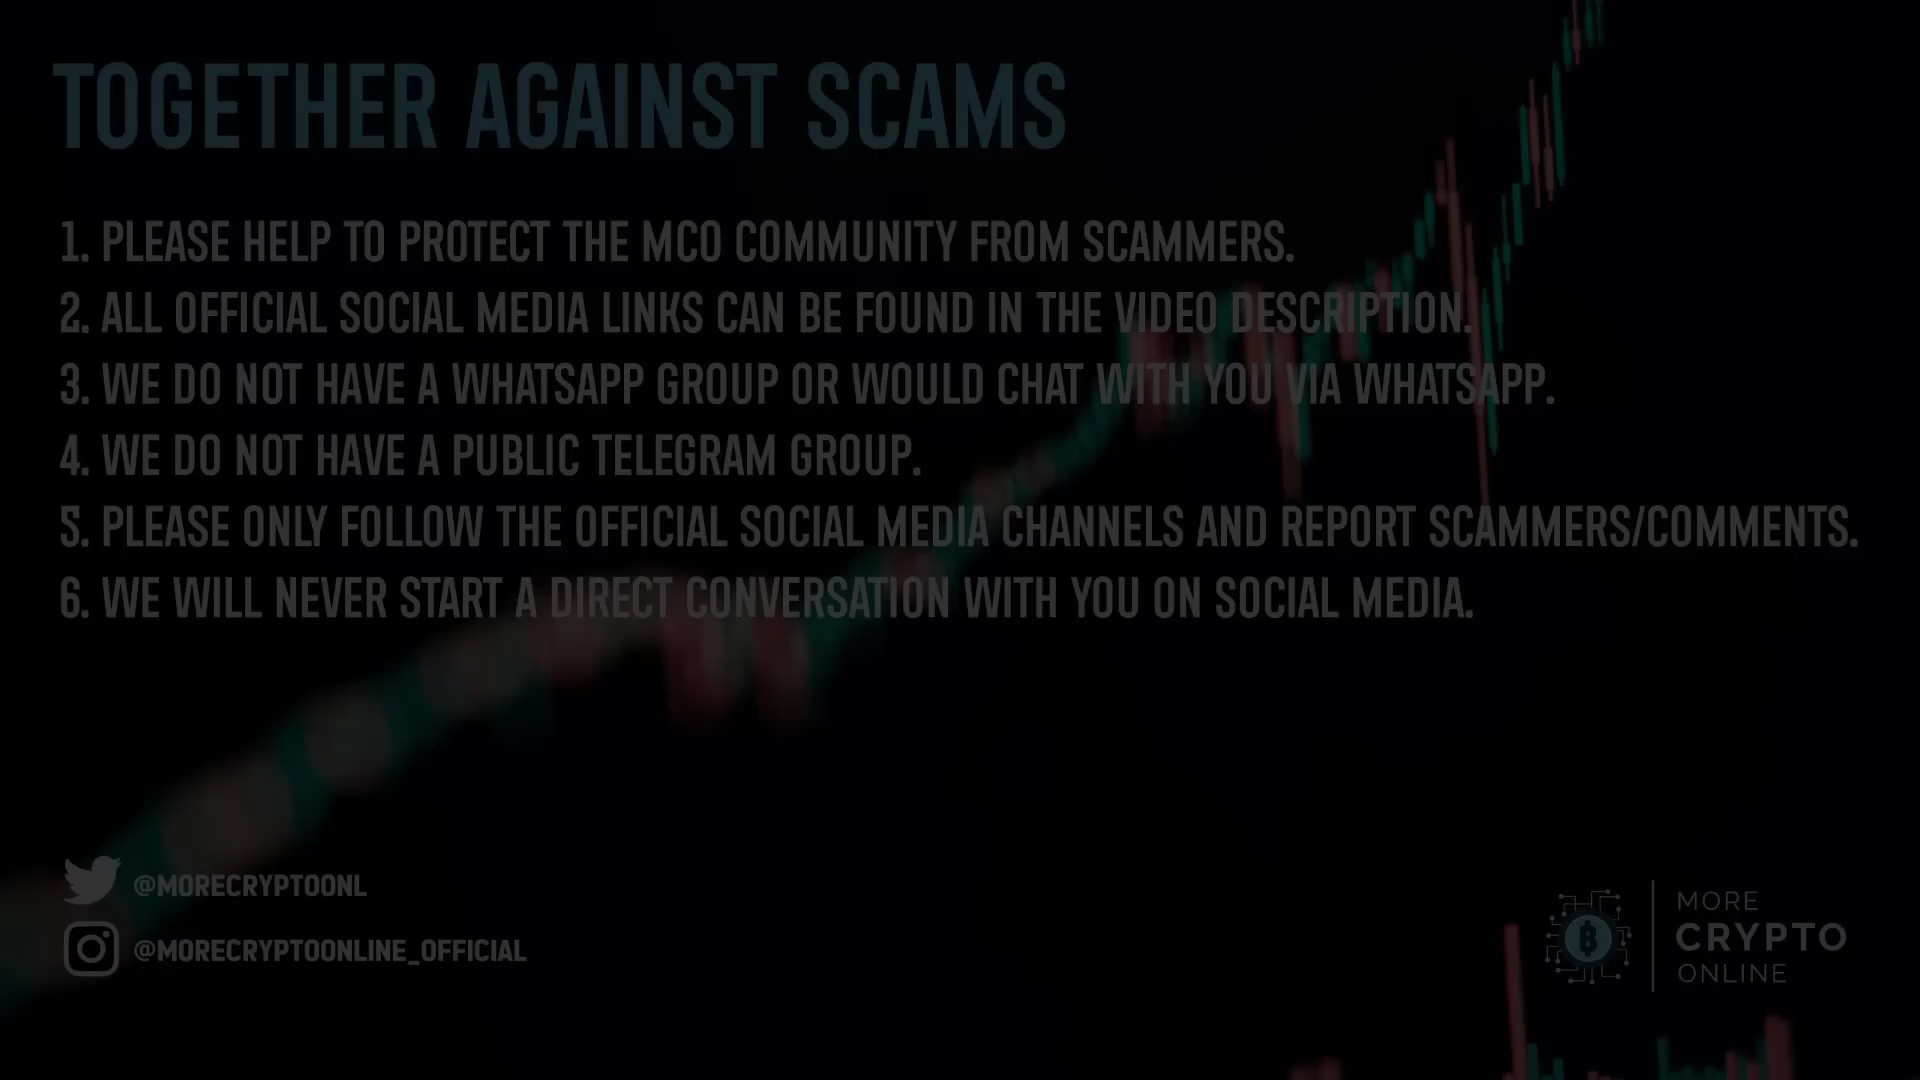 TOGETHER AGAINST SCAMS
1. PLEASE HELP TO PROTECT THE MCO COMMUNITY FROM SCAMMERS.
2. ALL OFFICIAL SOCIAL MEDIA LINKS CAN BE FOUND IN THE VIDEO DESCRIPTION.
3. WE DO NOT HAVE A WHATSAPP GROUP OR WOULD CHAT WITH YOU VIA WHATSAPP.
4. WE DO NOT HAVE A PUBLIC TELEGRAM GROUP.
5. PLEASE ONLY FOLLOW THE OFFICIAL SOCIAL MEDIA CHANNELS AND REPORT SCAMMERS/COMMENTS.
6. WE WILL NEVER START A DIRECT CONVERSATION WITH YOU ON SOCIAL MEDIA.
@MORECRYPTOONL
@MORECRYPTOONLINE_OFFICIAL
MORE
CRYPTO
ONLINE